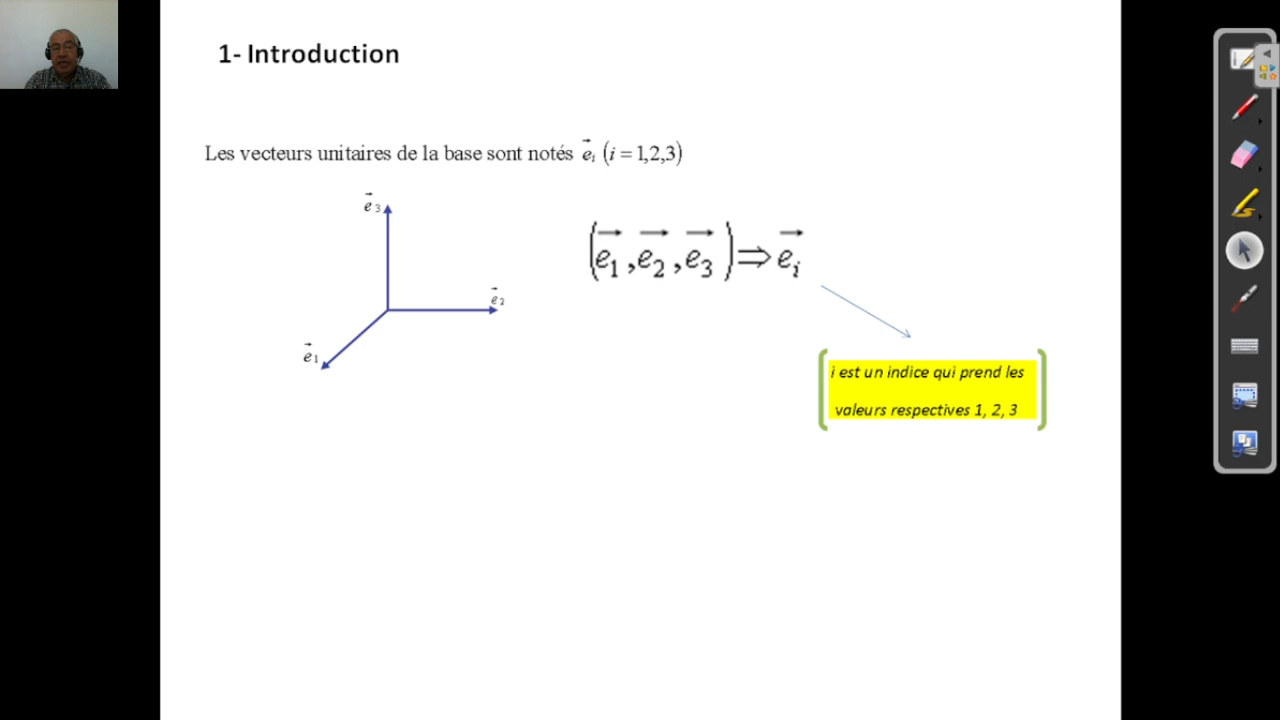 1- Introduction
Les vecteurs unitaires de la base sont notés e⃗ᵢ (i = 1,2,3)
e⃗₃
(e⃗₁, e⃗₂, e⃗₃) ⇒ e⃗ᵢ
e⃗₂
e⃗₁
i est un indice qui prend les
valeurs respectives 1, 2, 3